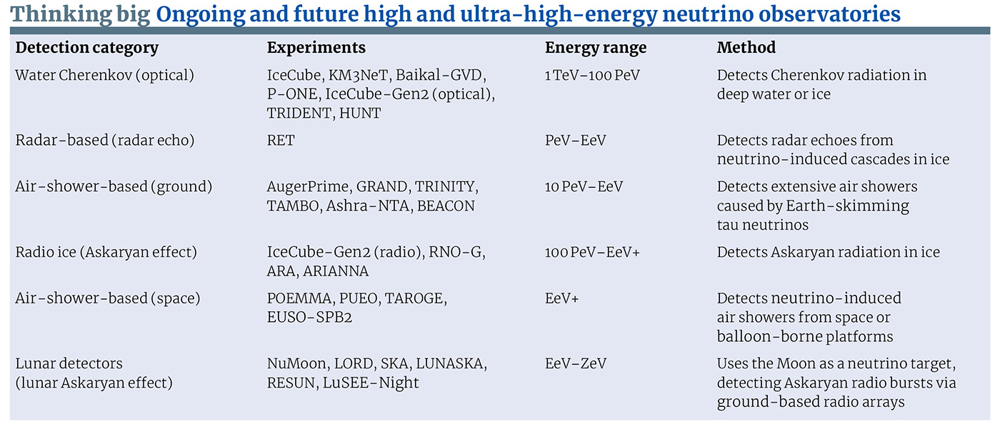 Thinking big Ongoing and future high and ultra-high-energy neutrino observatories
Detection category Experiments Energy range Method
Water Cherenkov (optical) IceCube, KM3NeT, Baikal-GVD, 1 TeV–100 PeV Detects Cherenkov radiation in
P-ONE, IceCube-Gen2 (optical), deep water or ice
TRIDENT, HUNT
Radar-based (radar echo) RET PeV–EeV Detects radar echoes from
neutrino-induced cascades in ice
Air-shower-based (ground) AugerPrime, GRAND, TRINITY, 10 PeV–EeV Detects extensive air showers
TAMBO, Ashra-NTA, BEACON caused by Earth-skimming
tau neutrinos
Radio ice (Askaryan effect) IceCube-Gen2 (radio), RNO-G, 100 PeV–EeV+ Detects Askaryan radiation in ice
ARA, ARIANNA
Air-shower-based (space) POEMMA, PUEO, TAROGE, EeV+ Detects neutrino-induced
EUSO-SPB2 air showers from space or
balloon-borne platforms
Lunar detectors NuMoon, LORD, SKA, LUNASKA, EeV–ZeV Uses the Moon as a neutrino target,
(lunar Askaryan effect) RESUN, LuSEE-Night detecting Askaryan radio bursts via
ground-based radio arrays